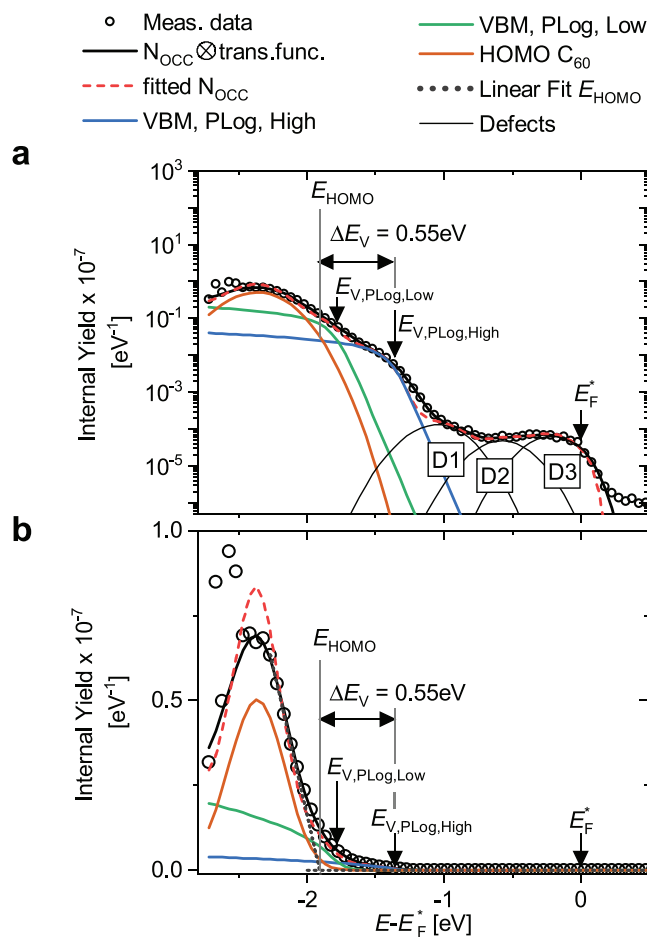 Meas. data
N_OCC ⊗ trans.func.
fitted N_OCC
VBM, PLog, High
VBM, PLog, Low
HOMO C_60
Linear Fit E_HOMO
Defects
a
10^3
10^1
10^-1
10^-3
10^-5
Internal Yield x 10^-7
[eV^-1]
E_HOMO
ΔE_V = 0.55eV
E_V,PLog,Low
E_V,PLog,High
E_F^*
D1
D2
D3
b
1.0
0.5
0.0
Internal Yield x 10^-7
[eV^-1]
E_HOMO
ΔE_V = 0.55eV
E_V,PLog,Low
E_V,PLog,High
E_F^*
-2
-1
0
E-E_F^* [eV]